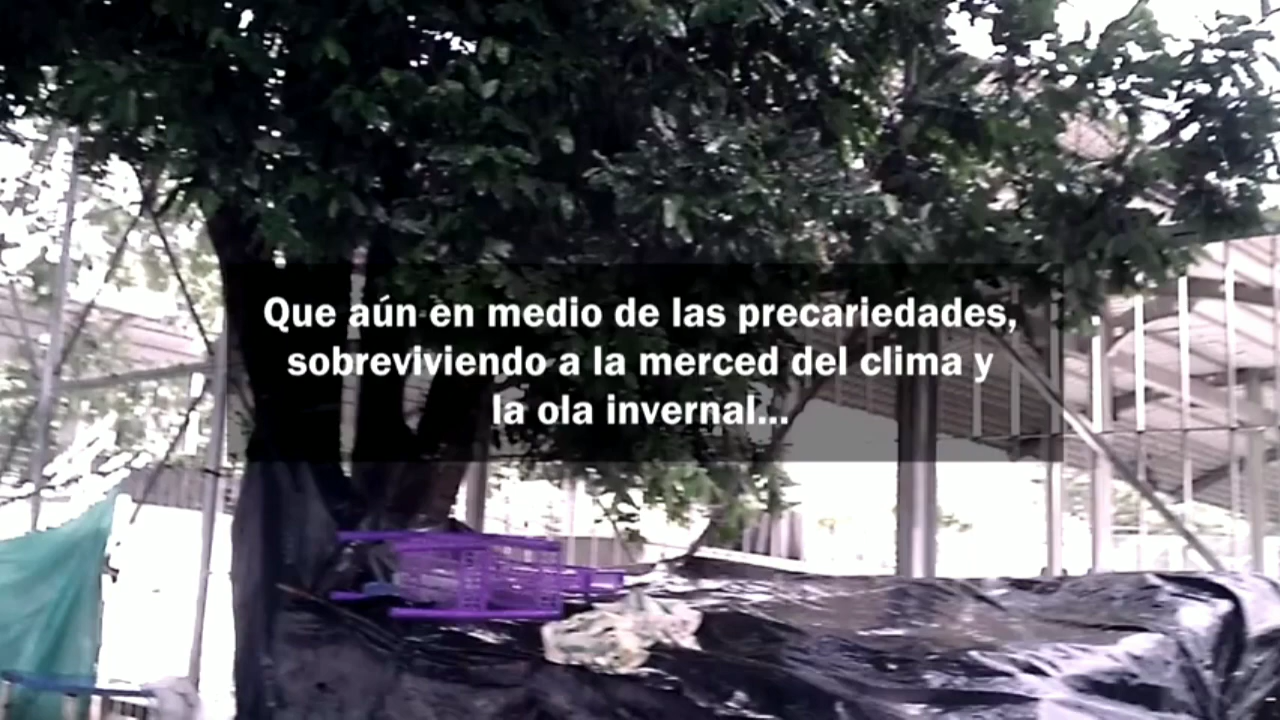 Que aún en medio de las precariedades,
sobreviviendo a la merced del clima y
la ola invernal...